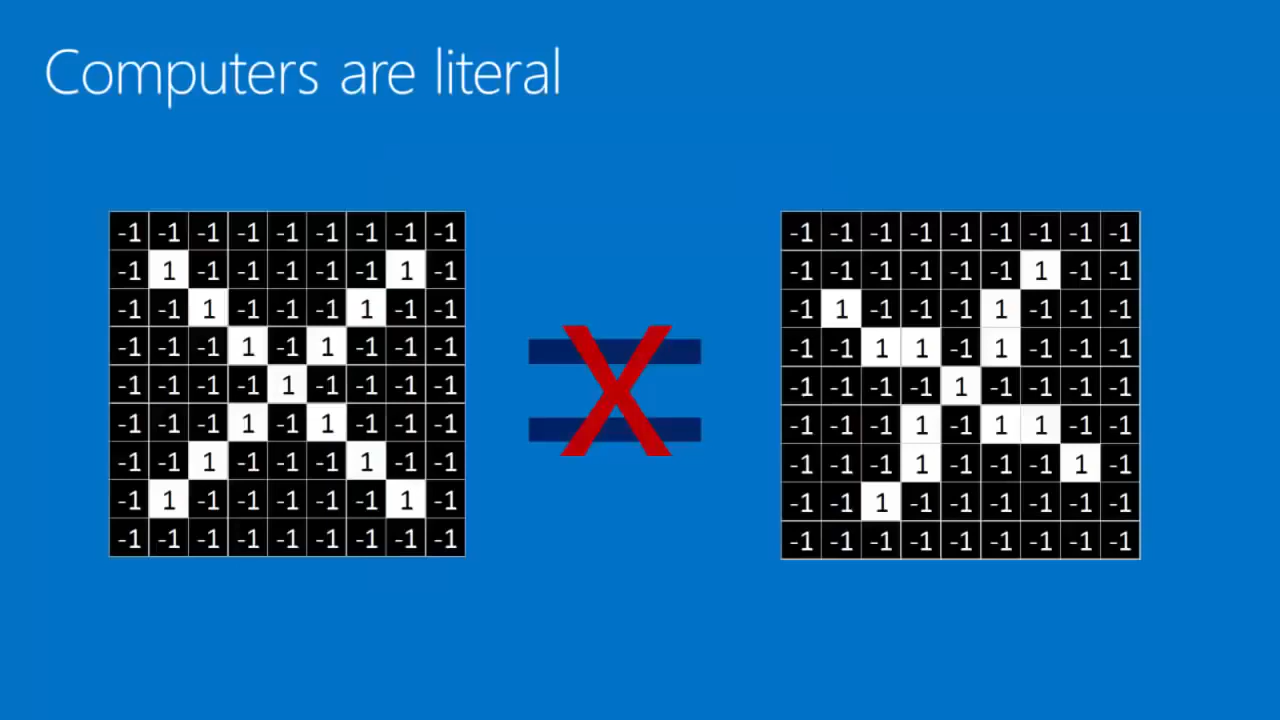 Computers are literal
-1 -1 -1 -1 -1 -1 -1 -1 -1
-1 1 -1 -1 -1 -1 -1 1 -1
-1 -1 1 -1 -1 -1 1 -1 -1
-1 -1 -1 1 -1 1 -1 -1 -1
-1 -1 -1 -1 1 -1 -1 -1 -1
-1 -1 -1 1 -1 1 -1 -1 -1
-1 -1 1 -1 -1 -1 1 -1 -1
-1 1 -1 -1 -1 -1 -1 1 -1
-1 -1 -1 -1 -1 -1 -1 -1 -1
X
-1 -1 -1 -1 -1 -1 -1 -1 -1
-1 -1 -1 -1 -1 -1 1 -1 -1
-1 1 -1 -1 -1 1 -1 -1 -1
-1 -1 1 1 -1 1 -1 -1 -1
-1 -1 -1 -1 1 -1 -1 -1 -1
-1 -1 -1 1 -1 1 1 -1 -1
-1 -1 -1 1 -1 -1 -1 1 -1
-1 -1 1 -1 -1 -1 -1 -1 -1
-1 -1 -1 -1 -1 -1 -1 -1 -1